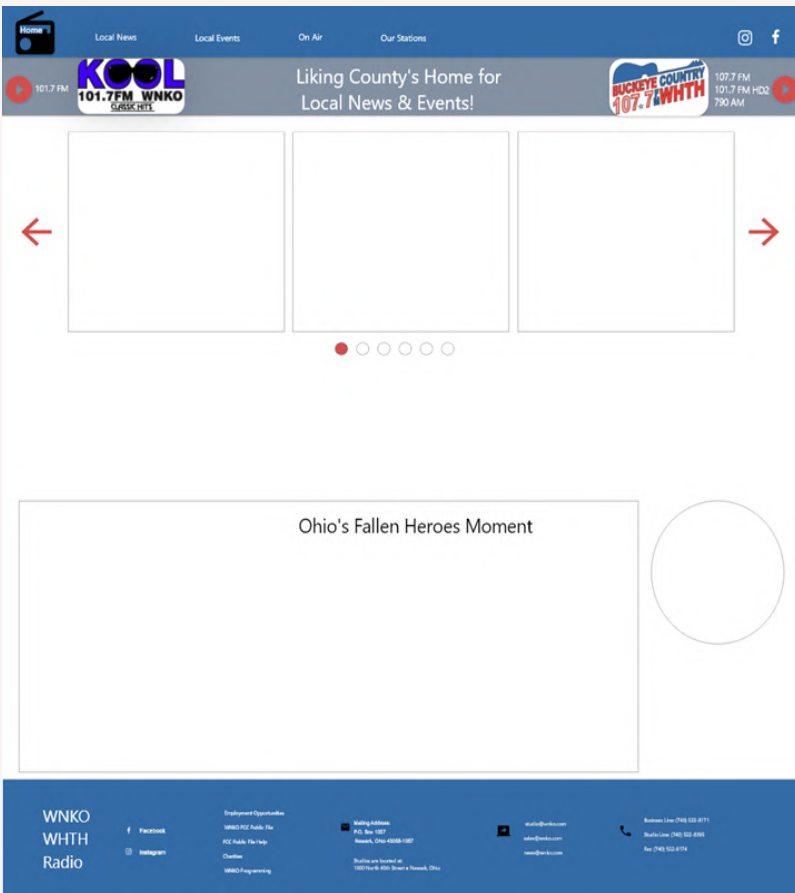 Home
Local News
Local Events
On Air
Our Stations
101.7 FM
KOOL
101.7FM WNKO
CLASSIC HITS
Liking County's Home for
Local News & Events!
BUCKEYE COUNTRY
107.7 WHTH
107.7 FM
101.7 FM HD2
790 AM
Ohio's Fallen Heroes Moment
WNKO
WHTH
Radio
Facebook
Instagram
Employment Opportunities
WNKO FCC Public File
FCC Public File Help
Charities
WNKO Programming
Mailing Address:
P.O. Box 1057
Newark, Ohio 43058-1057
Studios are located at:
1000 North 40th Street • Newark, Ohio
studio@wnko.com
sales@wnko.com
news@wnko.com
Business Line: (740) 522-8171
Studio Line: (740)
Fax: (740) 522-8174